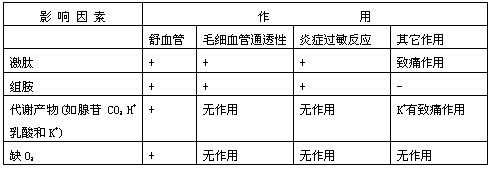 影 响 因 素 作 用
舒血管 毛细血管通透性 炎症过敏反应 其它作用
激肽 + + + 致痛作用
组胺 + + + -
代谢产物(如腺苷 CO₂ H⁺ + 无作用 无作用 K⁺有致痛作用
乳酸和 K⁺)
缺 O₂ + 无作用 无作用 无作用